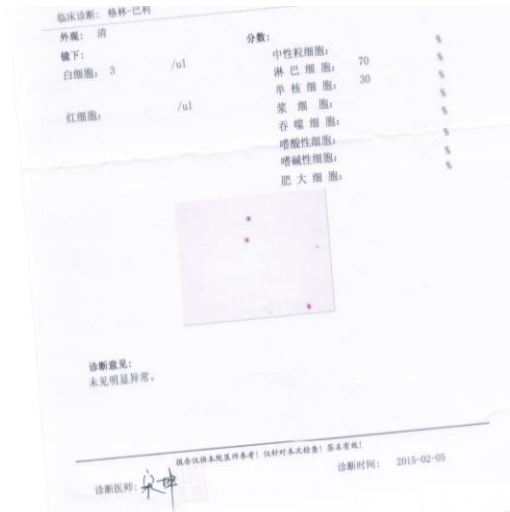 临床诊断: 格林-巴利
外观: 清
镜下:
白细胞: 3 /ul
红细胞: /ul
分数:
中性粒细胞: %
淋巴细胞: 70 %
单核细胞: 30 %
浆细胞: %
吞噬细胞: %
嗜酸性细胞: %
嗜碱性细胞: %
肥大细胞: %
诊断意见:
未见明显异常。
报告仅供本院医师参考! 仅针对本次检查! 签名有效!
诊断医师:
诊断时间: 2015-02-05